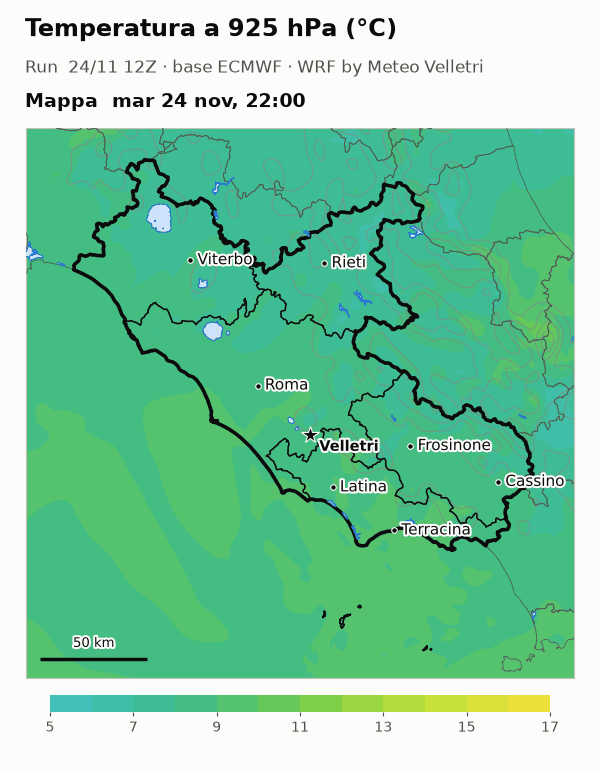 Temperatura a 925 hPa (°C)
Run  24/11 12Z · base ECMWF · WRF by Meteo Velletri
Mappa  mar 24 nov, 22:00
Viterbo
Rieti
Roma
Velletri
Frosinone
Cassino
Latina
Terracina
50 km
5 7 9 11 13 15 17